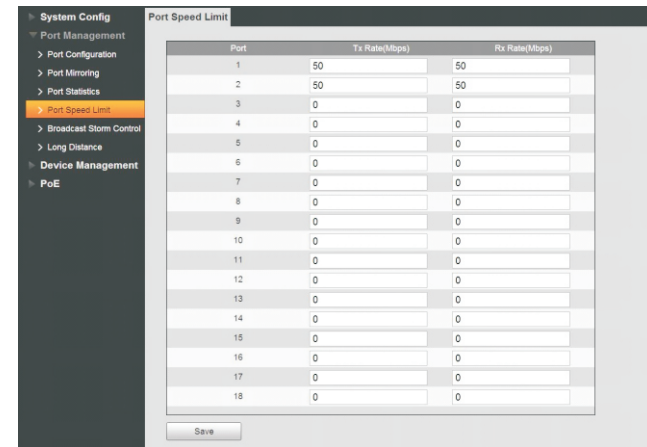 System Config
Port Management
Port Configuration
Port Mirroring
Port Statistics
Port Speed Limit
Broadcast Storm Control
Long Distance
Device Management
PoE
Port Speed Limit
Port Tx Rate(Mbps) Rx Rate(Mbps)
1 50 50
2 50 50
3 0 0
4 0 0
5 0 0
6 0 0
7 0 0
8 0 0
9 0 0
10 0 0
11 0 0
12 0 0
13 0 0
14 0 0
15 0 0
16 0 0
17 0 0
18 0 0
Save